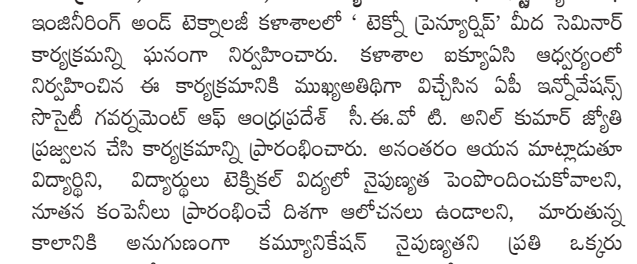 ఇంజినీరింగ్ అండ్ టెక్నాలజీ కళాశాలలో ‘ టెక్నో ప్రెన్యూర్షిప్’ మీద సెమినార్
కార్యక్రమన్ని ఘనంగా నిర్వహించారు. కళాశాల ఐక్యూఏసి ఆధ్వర్యంలో
నిర్వహించిన ఈ కార్యక్రమానికి ముఖ్యఅతిథిగా విచ్చేసిన ఏపీ ఇన్నోవేషన్స్
సొసైటీ గవర్నమెంట్ ఆఫ్ ఆంధ్రప్రదేశ్ సీ.ఈ.వో టి. అనిల్ కుమార్ జ్యోతి
ప్రజ్వలన చేసి కార్యక్రమాన్ని ప్రారంభించారు. అనంతరం ఆయన మాట్లాడుతూ
విద్యార్థిని, విద్యార్థులు టెక్నికల్ విద్యలో నైపుణ్యత పెంపొందించుకోవాలని,
నూతన కంపెనీలు ప్రారంభించే దిశగా ఆలోచనలు ఉండాలని, మారుతున్న
కాలానికి అనుగుణంగా కమ్యూనికేషన్ నైపుణ్యతని ప్రతి ఒక్కరు